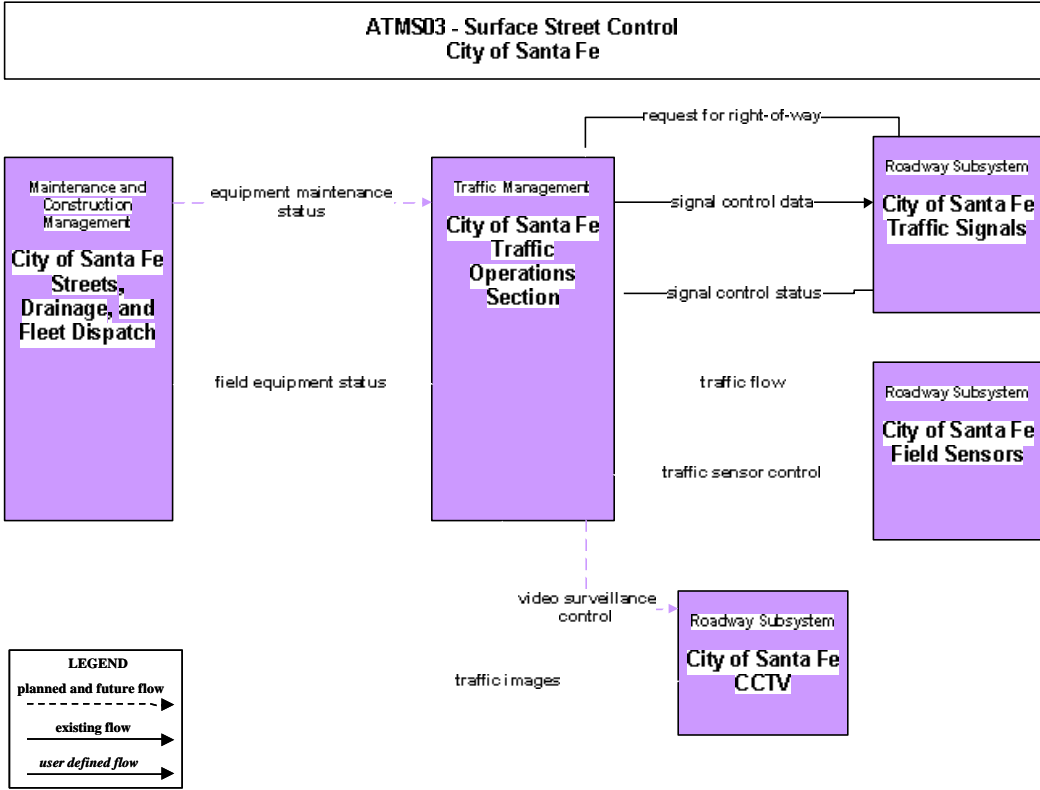 ATMS03 - Surface Street Control
City of Santa Fe
request for right-of-way
Maintenance and
Construction
Management
City of Santa Fe
Streets,
Drainage, and
Fleet Dispatch
equipment maintenance
status
field equipment status
Traffic Management
City of Santa Fe
Traffic
Operations
Section
signal control data
signal control status
Roadway Subsystem
City of Santa Fe
Traffic Signals
traffic flow
traffic sensor control
Roadway Subsystem
City of Santa Fe
Field Sensors
video surveillance
control
traffic images
Roadway Subsystem
City of Santa Fe
CCTV
LEGEND
planned and future flow
existing flow
user defined flow